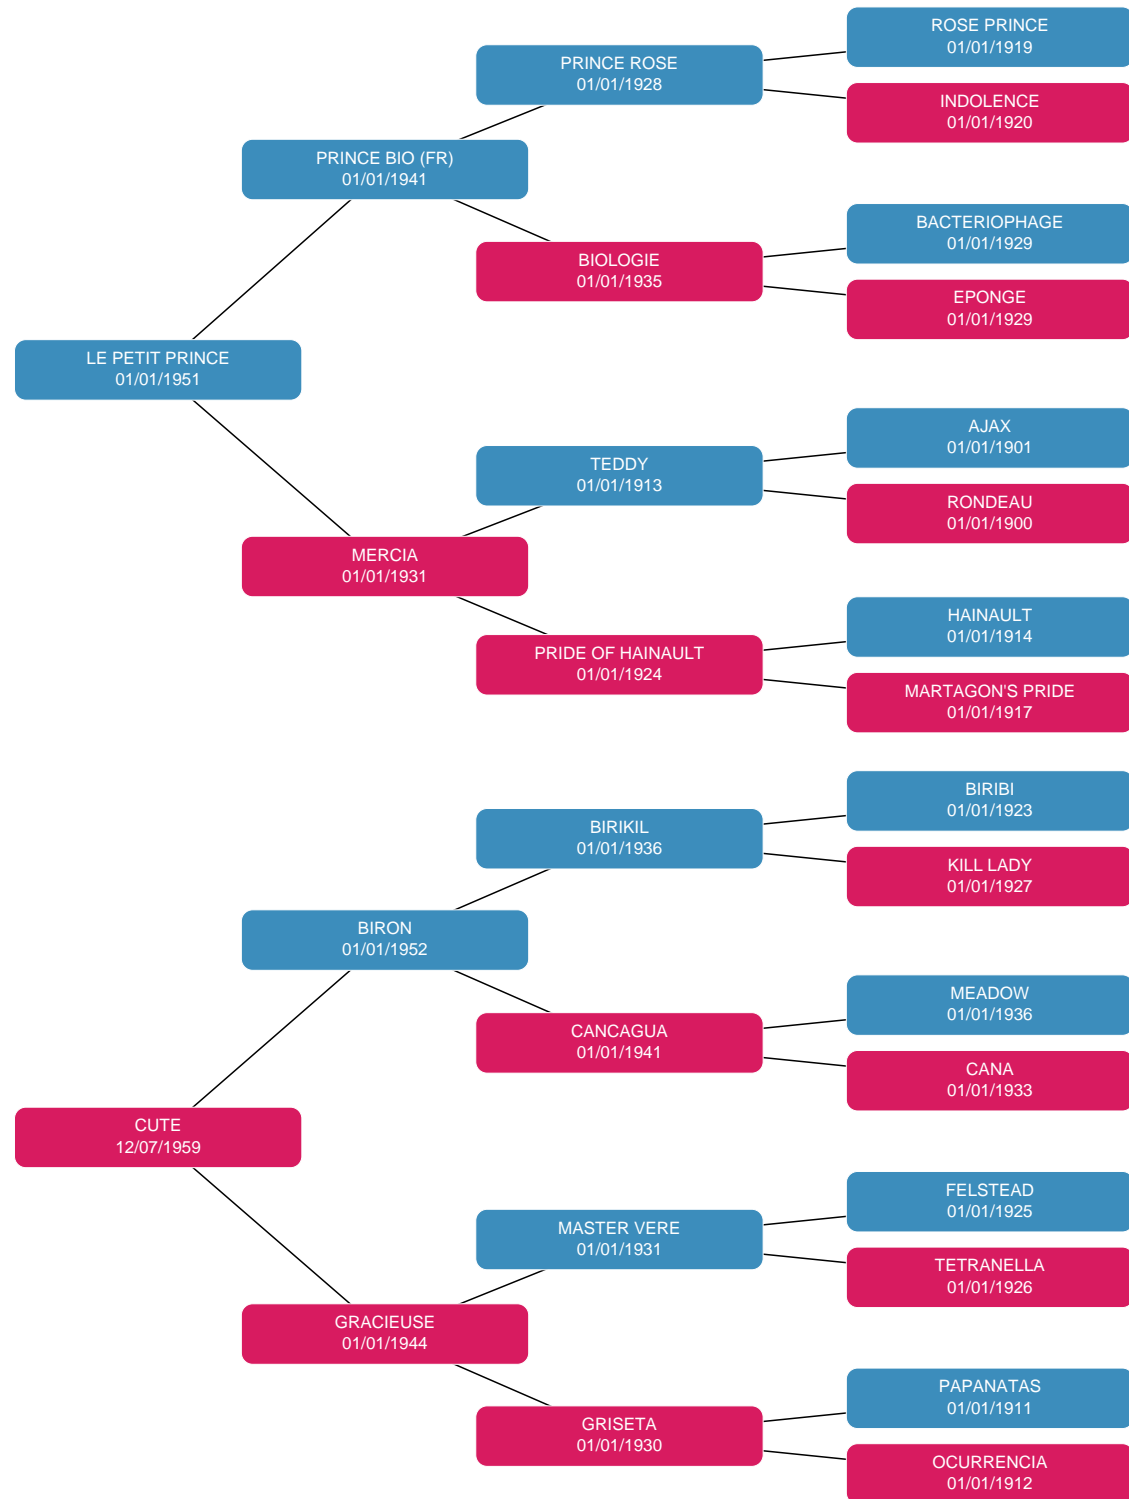 ROSE PRINCE
01/01/1919
PRINCE ROSE
01/01/1928
INDOLENCE
01/01/1920
PRINCE BIO (FR)
01/01/1941
BACTERIOPHAGE
01/01/1929
BIOLOGIE
01/01/1935
EPONGE
01/01/1929
LE PETIT PRINCE
01/01/1951
AJAX
01/01/1901
TEDDY
01/01/1913
RONDEAU
01/01/1900
MERCIA
01/01/1931
HAINAULT
01/01/1914
PRIDE OF HAINAULT
01/01/1924
MARTAGON'S PRIDE
01/01/1917
BIRIBI
01/01/1923
BIRIKIL
01/01/1936
KILL LADY
01/01/1927
BIRON
01/01/1952
MEADOW
01/01/1936
CANCAGUA
01/01/1941
CANA
01/01/1933
CUTE
12/07/1959
FELSTEAD
01/01/1925
MASTER VERE
01/01/1931
TETRANELLA
01/01/1926
GRACIEUSE
01/01/1944
PAPANATAS
01/01/1911
GRISETA
01/01/1930
OCURRENCIA
01/01/1912